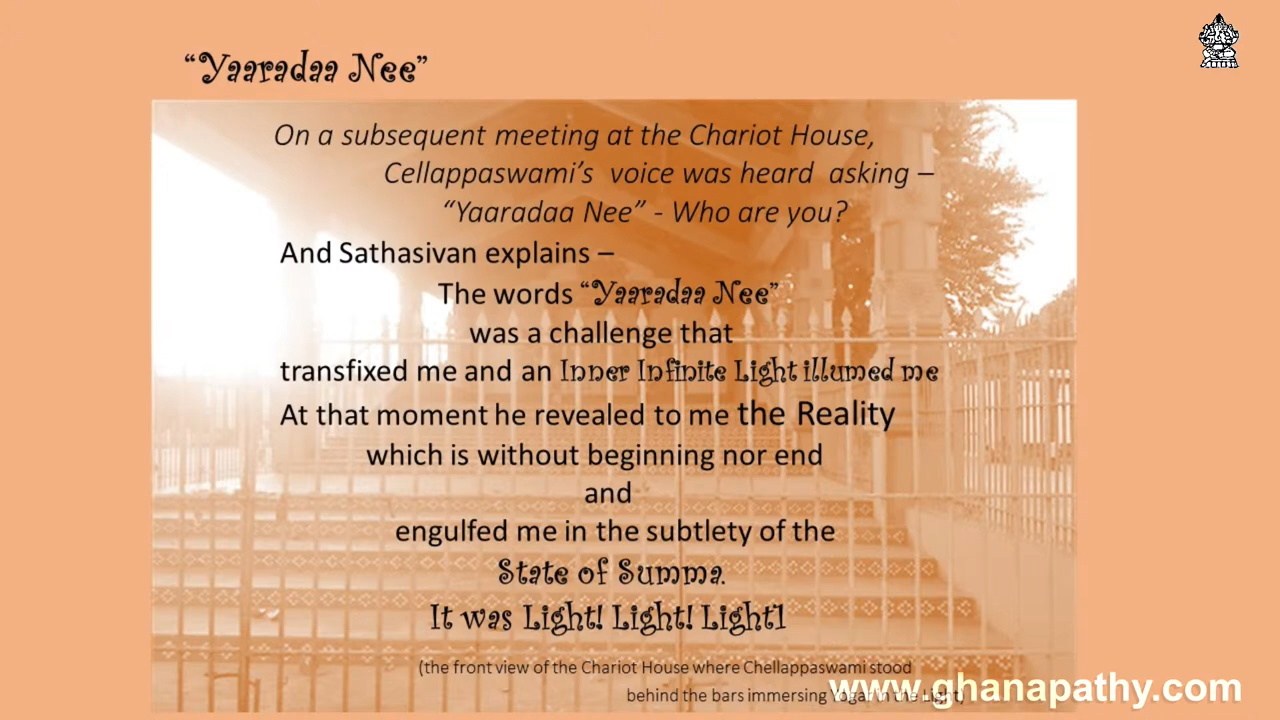 “Yaaradaa Nee”
On a subsequent meeting at the Chariot House,
Cellappaswami’s voice was heard asking –
“Yaaradaa Nee” - Who are you?
And Sathasivan explains –
The words “Yaaradaa Nee”
was a challenge that
transfixed me and an Inner Infinite Light illumed me
At that moment he revealed to me the Reality
which is without beginning nor end
and
engulfed me in the subtlety of the
State of Summa.
It was Light! Light! Light1
(the front view of the Chariot House where Chellappaswami stood
behind the bars immersing in the Light)
www.ghanapathy.com